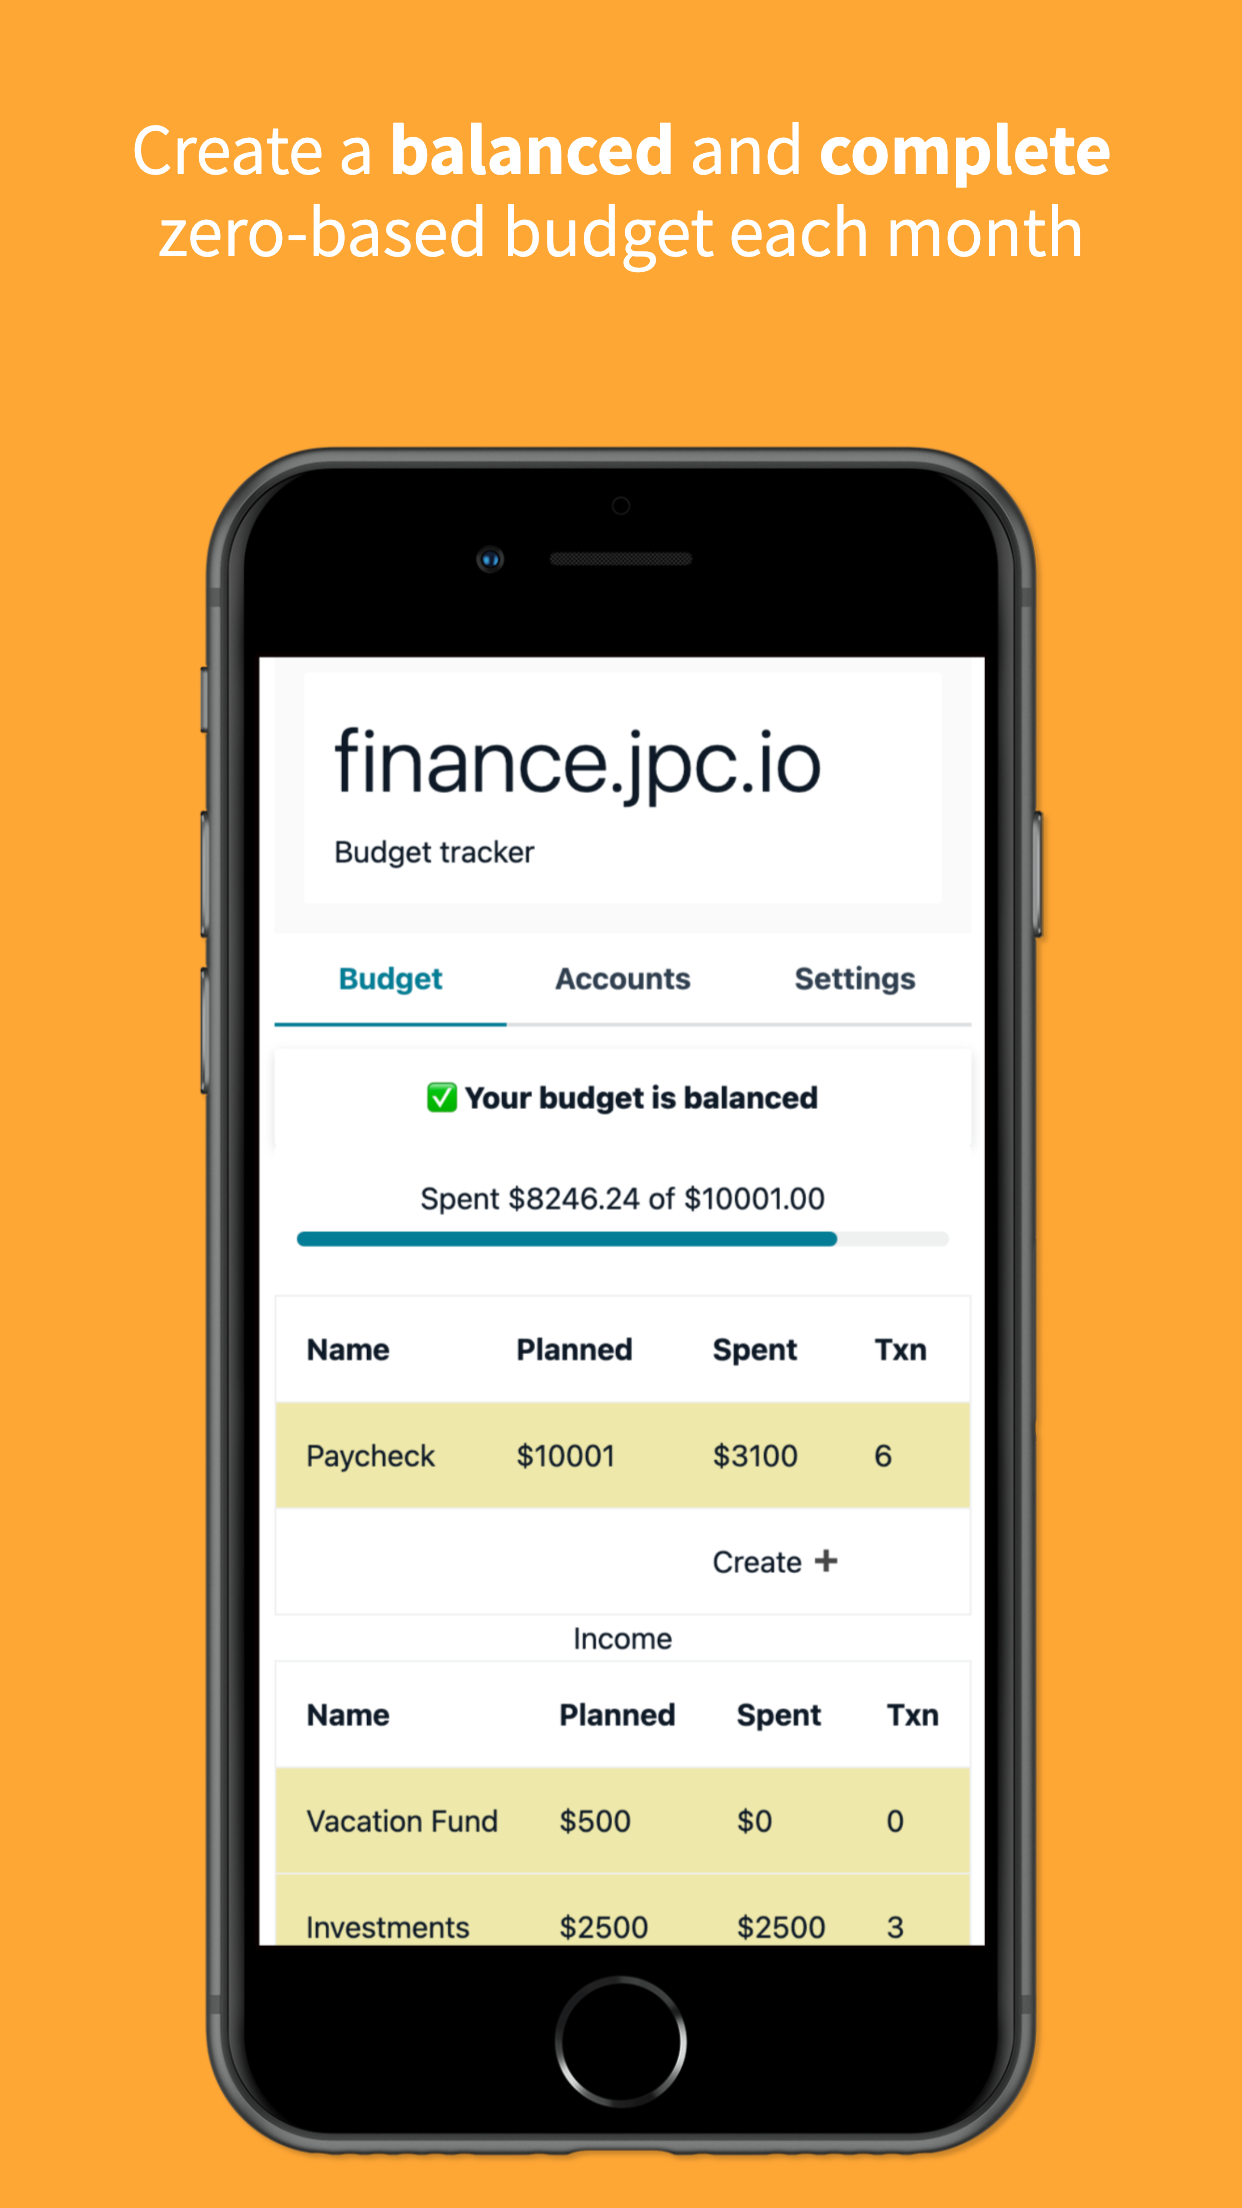 Create a balanced and complete
zero-based budget each month
finance.jpc.io
Budget tracker
Budget Accounts Settings
✅ Your budget is balanced
Spent $8246.24 of $10001.00
Name Planned Spent Txn
Paycheck $10001 $3100 6
Create +
Income
Name Planned Spent Txn
Vacation Fund $500 $0 0
Investments $2500 $2500 3